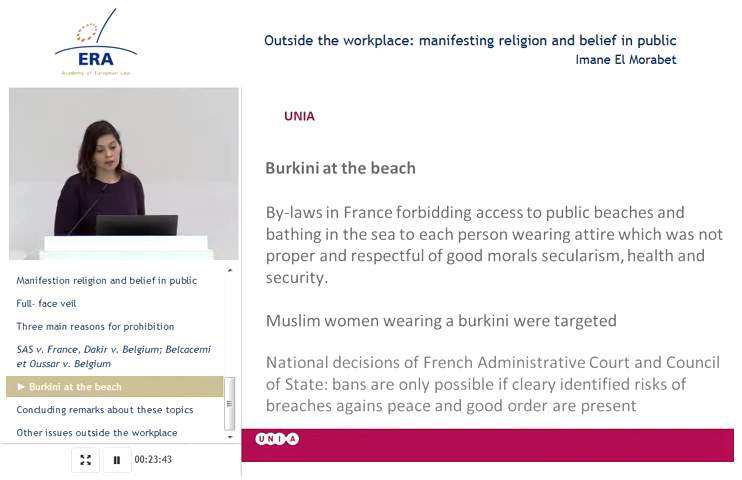 ERA
Academy of European Law
Outside the workplace: manifesting religion and belief in public
Imane El Morabet
Manifestion religion and belief in public
Full- face veil
Three main reasons for prohibition
SAS v. France, Dakir v. Belgium; Belcacemi
et Oussar v. Belgium
► Burkini at the beach
Concluding remarks about these topics
Other issues outside the workplace
00:23:43
UNIA
Burkini at the beach
By-laws in France forbidding access to public beaches and
bathing in the sea to each person wearing attire which was not
proper and respectful of good morals secularism, health and
security.
Muslim women wearing a burkini were targeted
National decisions of French Administrative Court and Council
of State: bans are only possible if cleary identified risks of
breaches agains peace and good order are present
UNIA